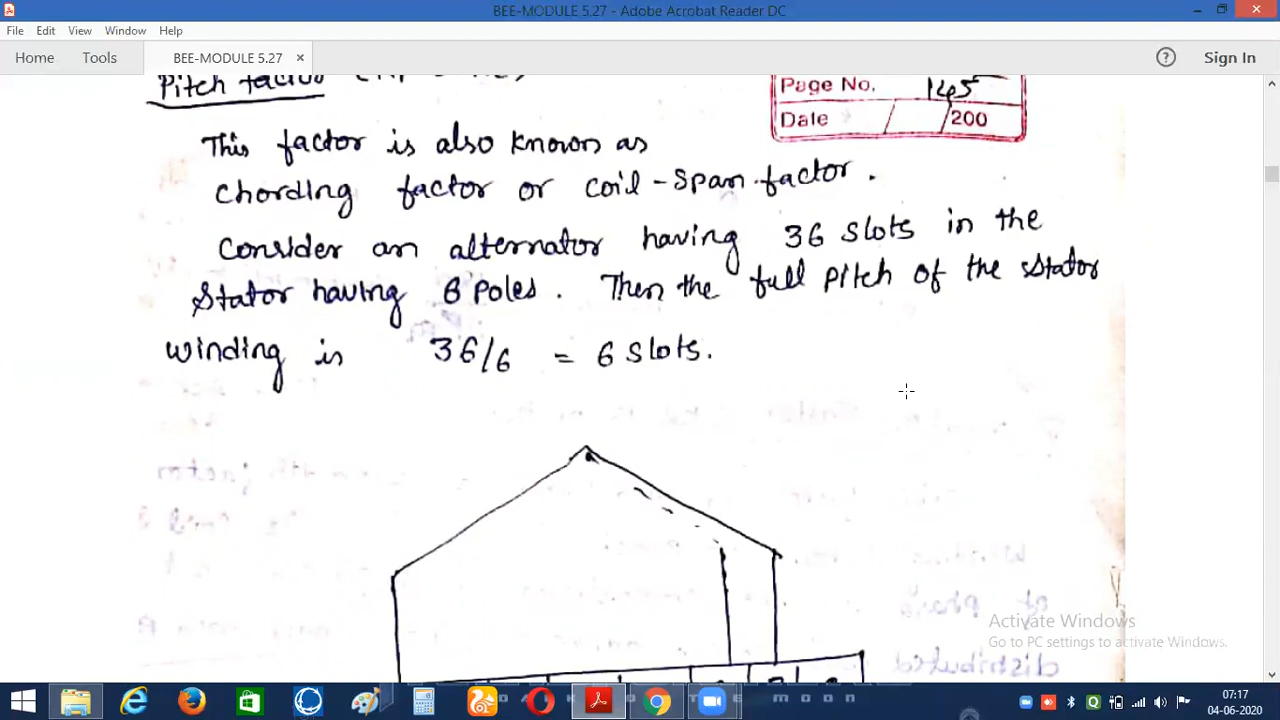 BEE-MODULE 5.27 - Adobe Acrobat Reader DC
File Edit View Window Help
Home Tools BEE-MODULE 5.27 × Sign In
Pitch factor
Page No. 145
Date / /200
This factor is also known as
chording factor or coil-span factor.
Consider an alternator having 36 slots in the
stator having 6 poles. Then the full pitch of the stator
winding is 36/6 = 6 slots.
Activate Windows
Go to PC settings to activate Windows.
07:17
04-06-2020